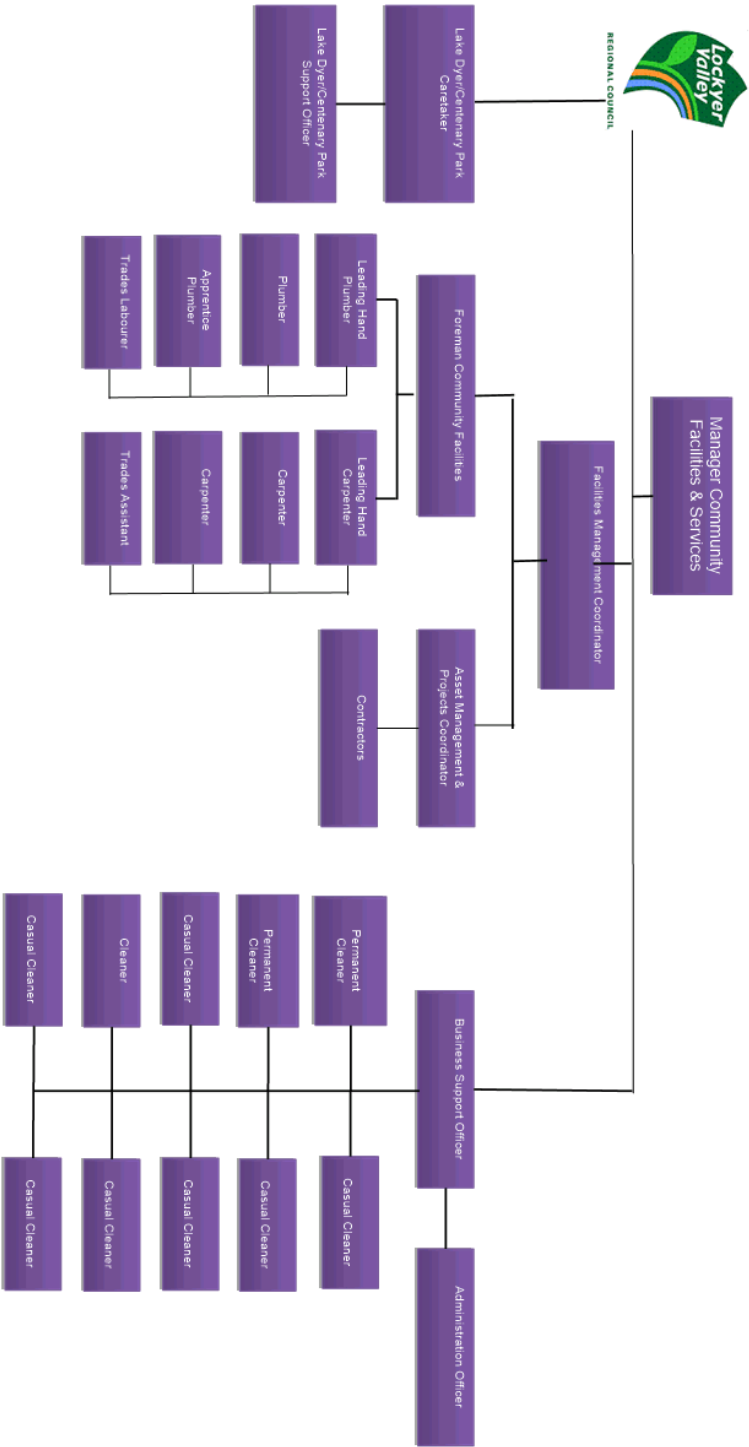 Lockyer
Valley
REGIONAL COUNCIL
Manager Community
Facilities & Services
Lake Dyer/Centenary Park
Caretaker
Lake Dyer/Centenary Park
Support Officer
Facilities Management Coordinator
Foreman Community Facilities
Leading Hand
Plumber
Plumber
Apprentice
Plumber
Trades Labourer
Leading Hand
Carpenter
Carpenter
Carpenter
Trades Assistant
Asset Management &
Projects Coordinator
Contractors
Business Support Officer
Administration Officer
Permanent
Cleaner
Casual Cleaner
Permanent
Cleaner
Casual Cleaner
Casual Cleaner
Casual Cleaner
Cleaner
Casual Cleaner
Casual Cleaner
Casual Cleaner